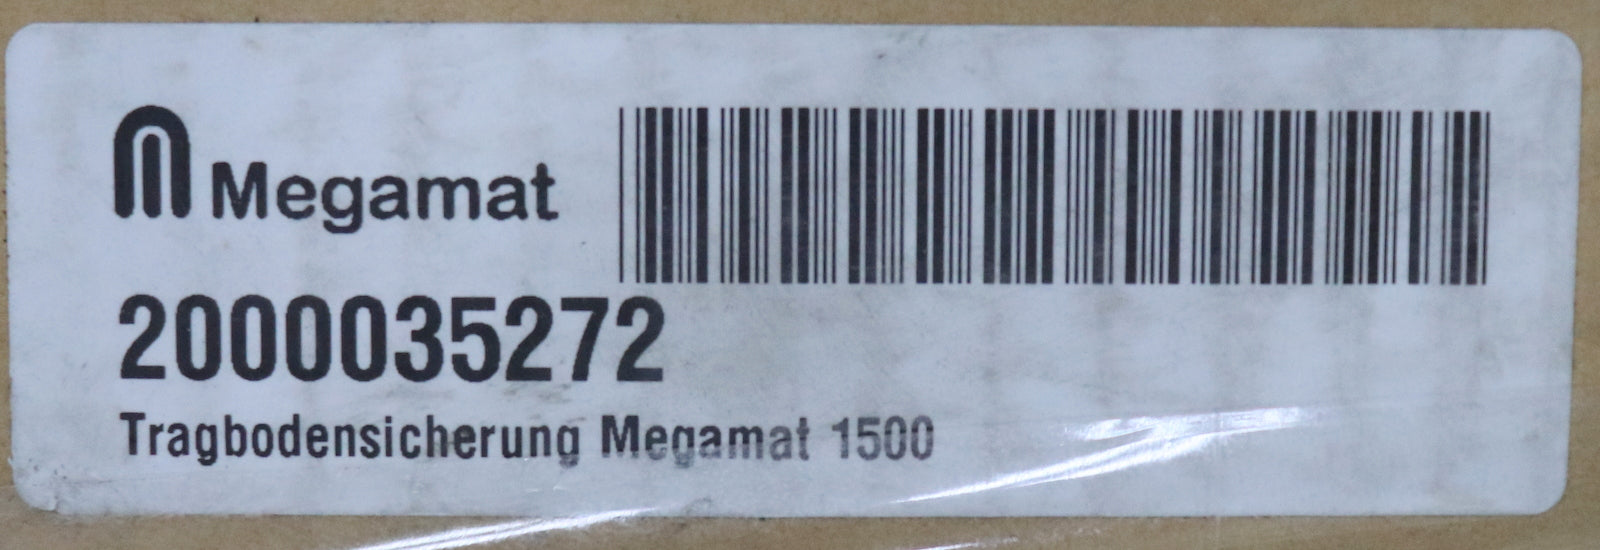 Megamat
2000035272
Tragbodensicherung Megamat 1500